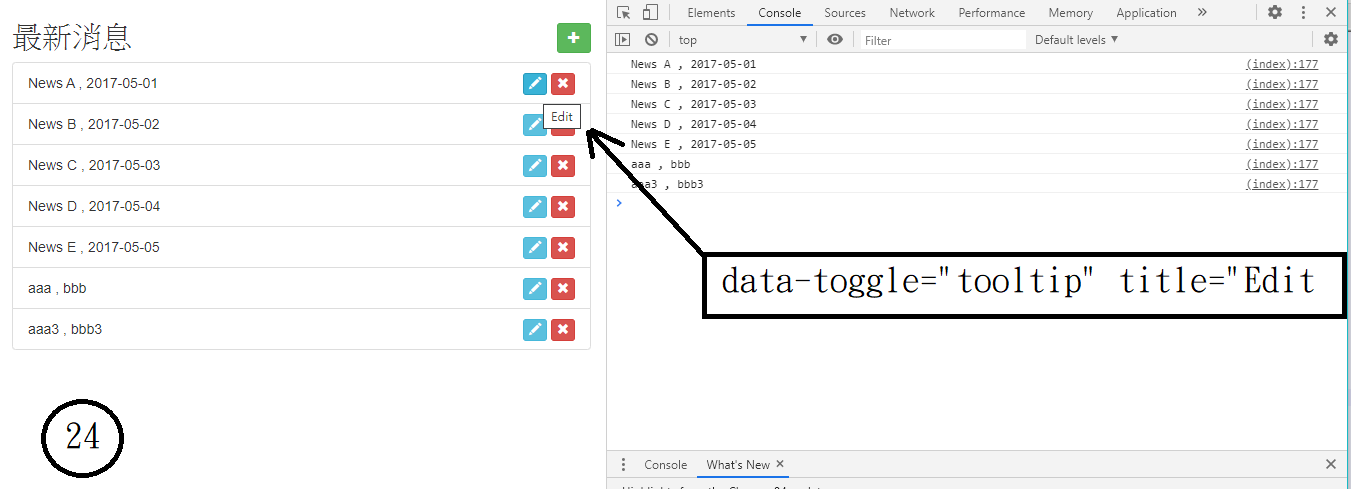 最新消息
News A , 2017-05-01
Edit
News B , 2017-05-02
News C , 2017-05-03
News D , 2017-05-04
News E , 2017-05-05
aaa , bbb
aaa3 , bbb3
24
Elements Console Sources Network Performance Memory Application
top Filter Default levels
News A , 2017-05-01 (index):177
News B , 2017-05-02 (index):177
News C , 2017-05-03 (index):177
News D , 2017-05-04 (index):177
News E , 2017-05-05 (index):177
aaa , bbb (index):177
aaa3 , bbb3 (index):177
data-toggle="tooltip" title="Edit
Console What's New